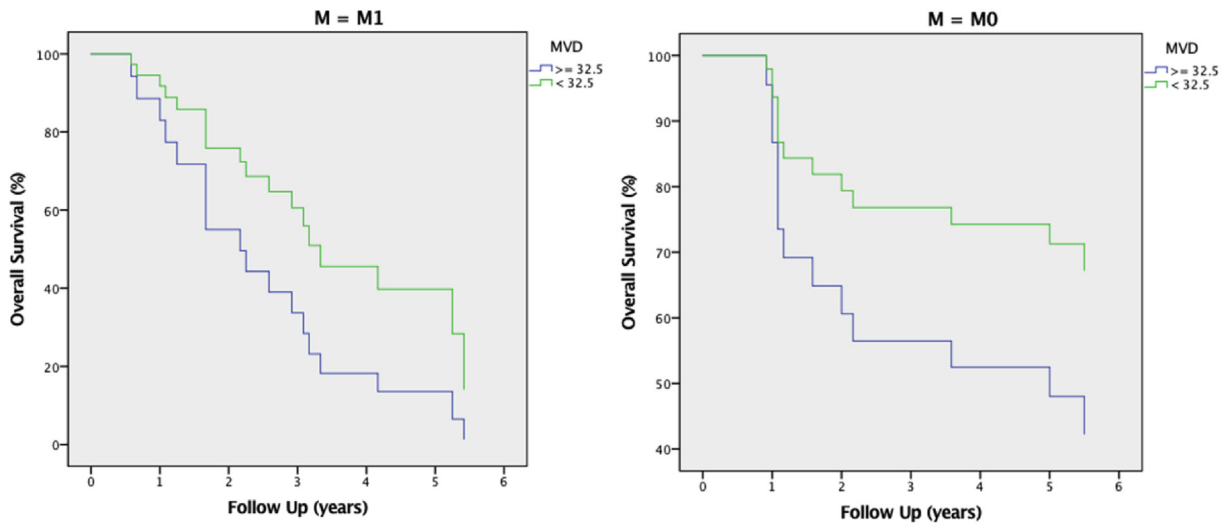 M = M1
MVD
>= 32.5
< 32.5
100
80
60
40
20
0
Overall Survival (%)
0 1 2 3 4 5 6
Follow Up (years)
M = M0
MVD
>= 32.5
< 32.5
100
90
80
70
60
50
40
Overall Survival (%)
0 1 2 3 4 5 6
Follow Up (years)